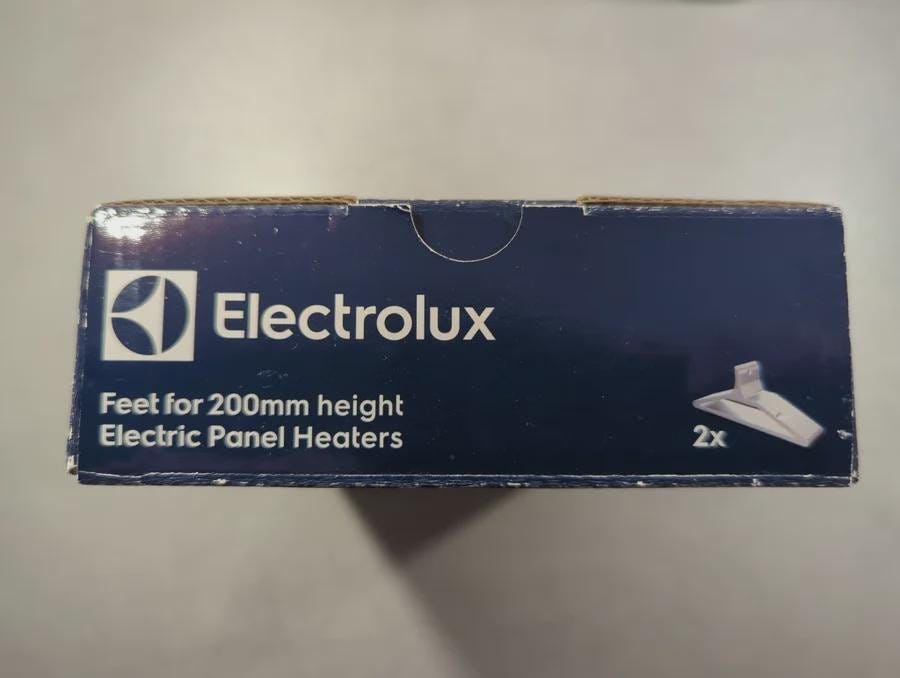 Electrolux
Feet for 200mm height
Electric Panel Heaters
2x